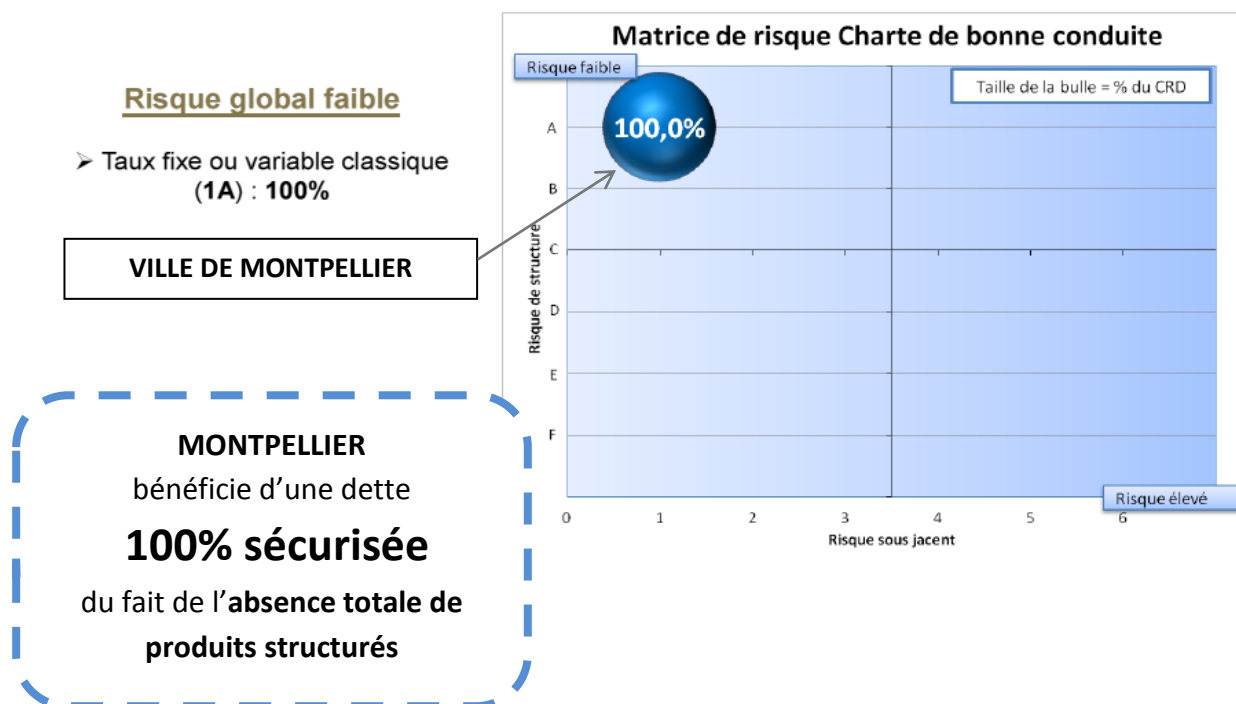 Risque global faible
➢ Taux fixe ou variable classique
(1A) : 100%
VILLE DE MONTPELLIER
MONTPELLIER
bénéficie d’une dette
100% sécurisée
du fait de l’absence totale de
produits structurés
Matrice de risque Charte de bonne conduite
Risque faible
Taille de la bulle = % du CRD
100,0%
Risque de structure
A
B
C
D
E
F
Risque élevé
0 1 2 3 4 5 6
Risque sous jacent